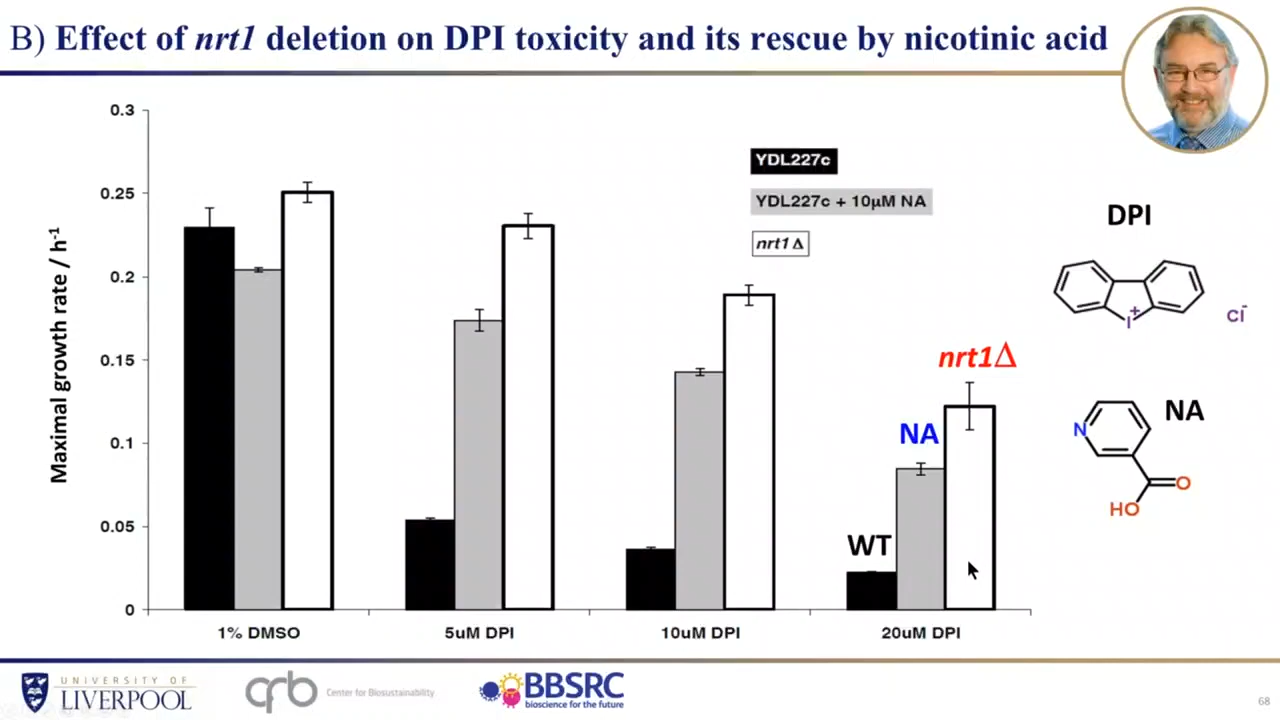 B) Effect of nrt1 deletion on DPI toxicity and its rescue by nicotinic acid
0.3
0.25
0.2
0.15
0.1
0.05
0
Maximal growth rate / h⁻¹
YDL227c
YDL227c + 10µM NA
nrt1 Δ
WT
NA
nrt1Δ
1% DMSO
5uM DPI
10uM DPI
20uM DPI
DPI
I+
Cl-
NA
N
O
HO
UNIVERSITY OF
LIVERPOOL
Center for Biosustainability
BBSRC
bioscience for the future
68